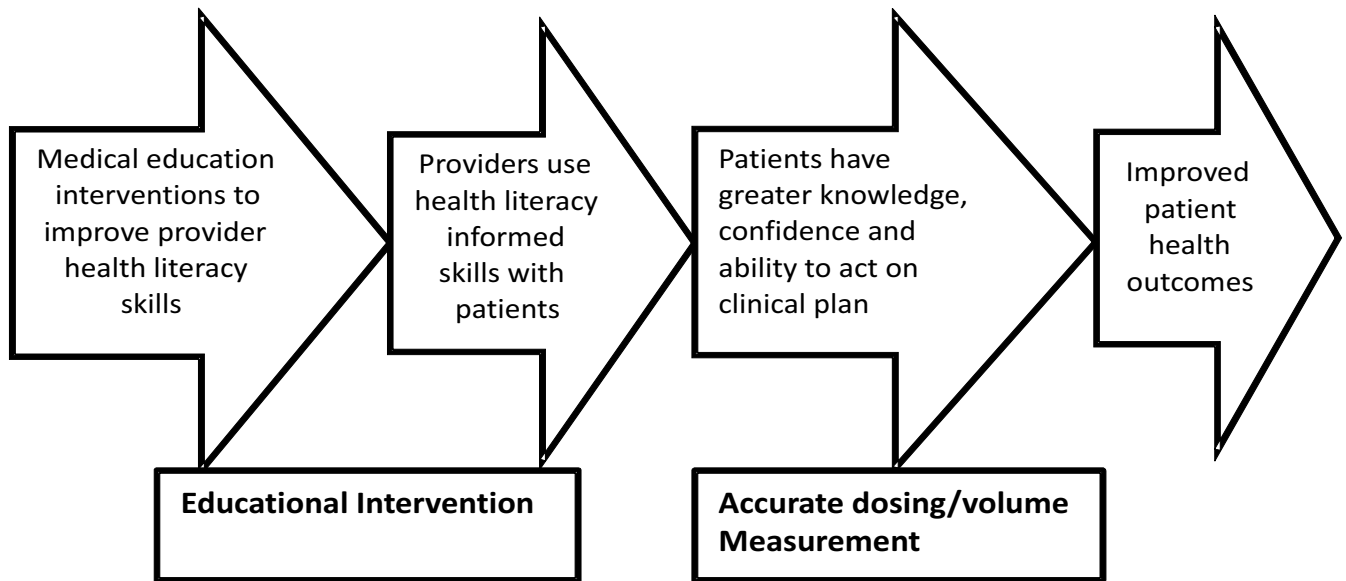 Medical education
interventions to
improve provider
health literacy
skills
Providers use
health literacy
informed
skills with
patients
Patients have
greater knowledge,
confidence and
ability to act on
clinical plan
Improved
patient
health
outcomes
Educational Intervention
Accurate dosing/volume
Measurement